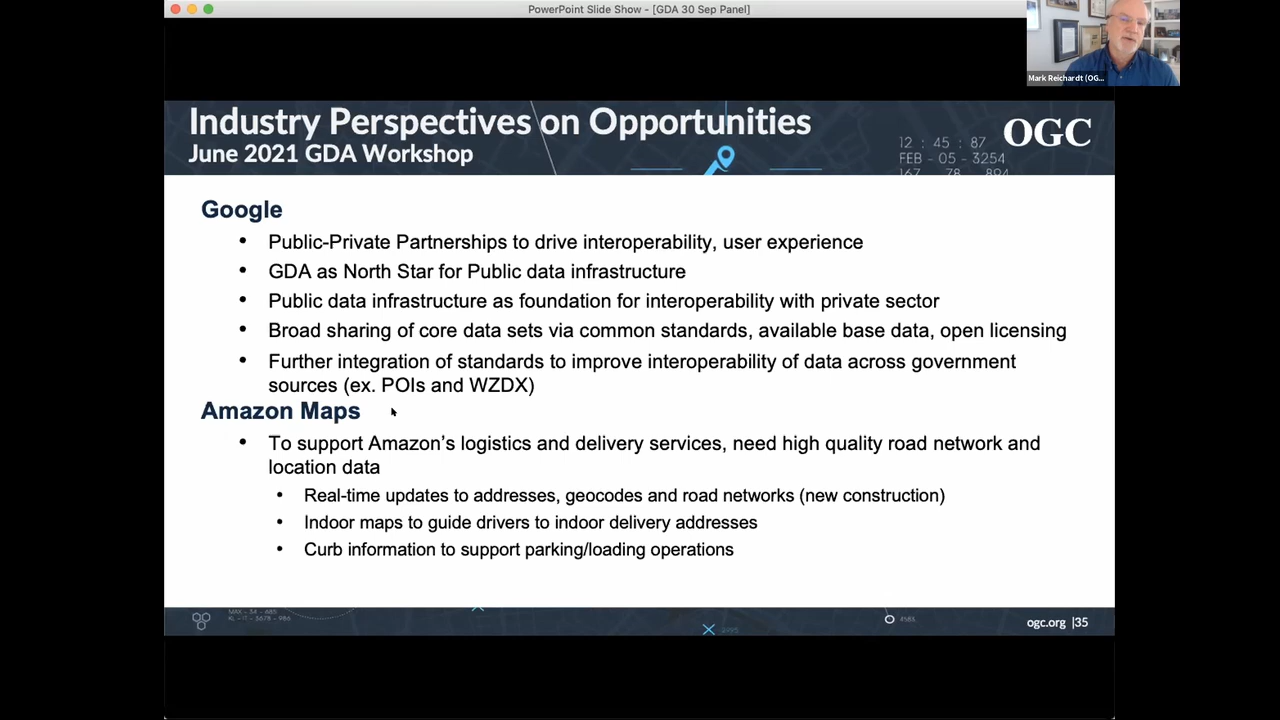 PowerPoint Slide Show - [GDA 30 Sep Panel]
Mark Reichardt (OG...
Industry Perspectives on Opportunities
June 2021 GDA Workshop
OGC
12 : 45 : 87
FEB - 05 - 3254
167 78 894
Google
• Public-Private Partnerships to drive interoperability, user experience
• GDA as North Star for Public data infrastructure
• Public data infrastructure as foundation for interoperability with private sector
• Broad sharing of core data sets via common standards, available base data, open licensing
• Further integration of standards to improve interoperability of data across government
sources (ex. POIs and WZDX)
Amazon Maps
• To support Amazon's logistics and delivery services, need high quality road network and
location data
• Real-time updates to addresses, geocodes and road networks (new construction)
• Indoor maps to guide drivers to indoor delivery addresses
• Curb information to support parking/loading operations
ogc.org |35